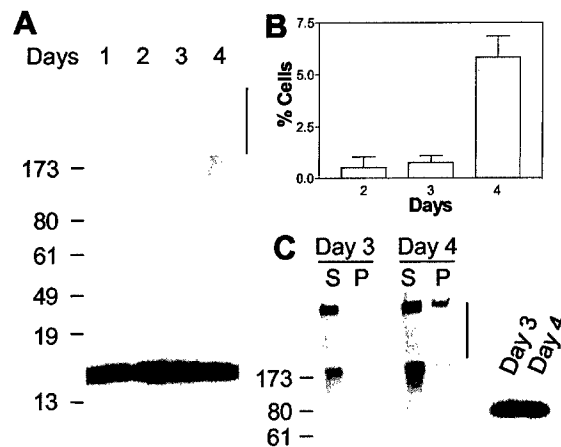 A
Days 1 2 3 4
173 –
80 –
61 –
49 –
19 –
13 –
B
% Cells
7.5
5.0
2.5
0.0
2 3 4
Days
C
Day 3 Day 4
S P S P
173 –
80 –
61 –
Day 3
Day 4